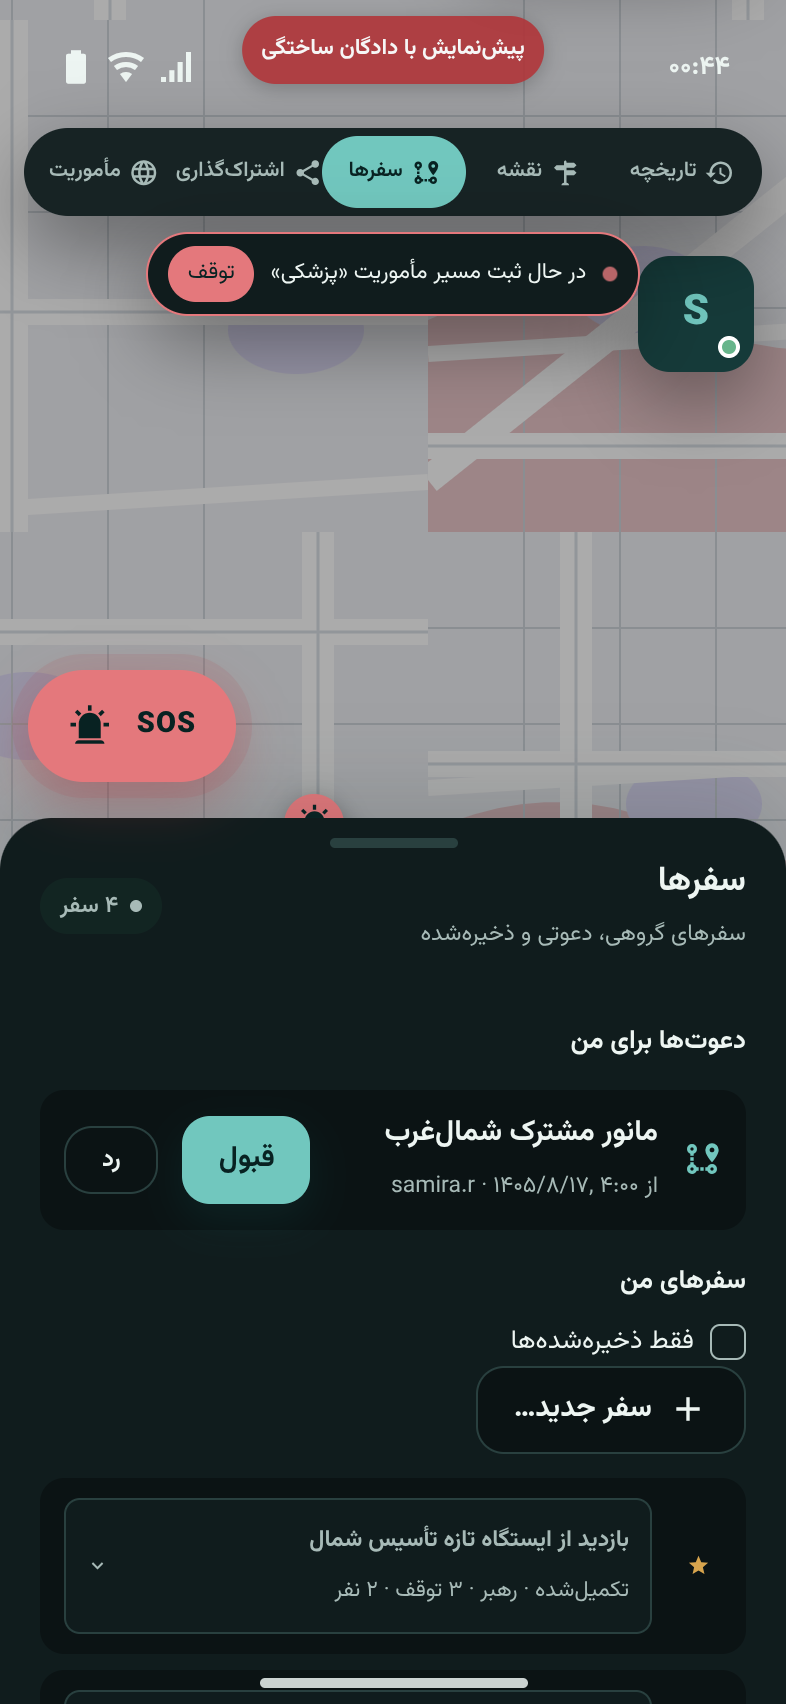 پیش‌نمایش با دادگان ساختگی
۰۰:۴۴
تاریخچه
نقشه
سفرها
اشتراک‌گذاری
مأموریت
در حال ثبت مسیر مأموریت «پزشکی»
توقف
S
SOS
سفرها
۴ سفر
سفرهای گروهی، دعوتی و ذخیره‌شده
دعوت‌ها برای من
مانور مشترک شمال‌غرب
از samira.r · ۱۴۰۵/۸/۱۷, ۴:۰۰
قبول
رد
سفرهای من
فقط ذخیره‌شده‌ها
سفر جدید...
بازدید از ایستگاه تازه تأسیس شمال
تکمیل‌شده · رهبر · ۳ توقف · ۲ نفر